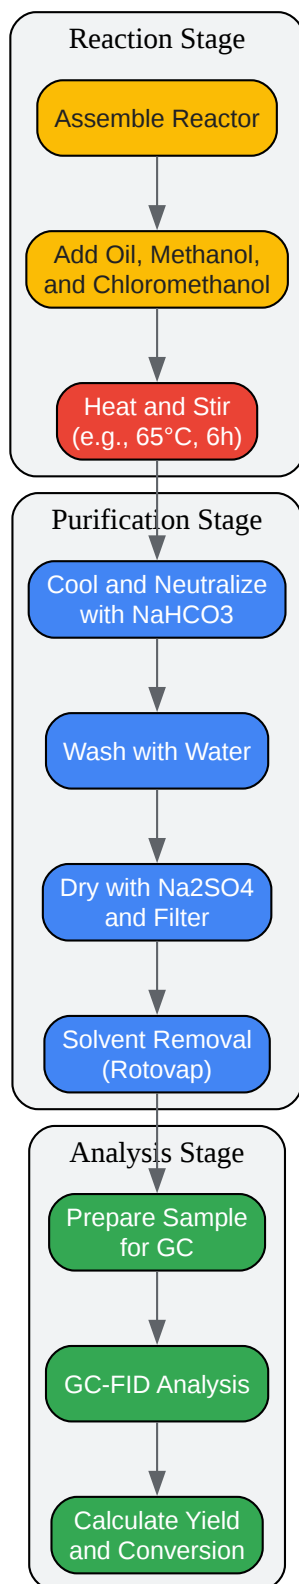 Reaction Stage
Assemble Reactor
Add Oil, Methanol,
and Chloromethanol
Heat and Stir
(e.g., 65°C, 6h)
Purification Stage
Cool and Neutralize
with NaHCO3
Wash with Water
Dry with Na2SO4
and Filter
Solvent Removal
(Rotovap)
Analysis Stage
Prepare Sample
for GC
GC-FID Analysis
Calculate Yield
and Conversion